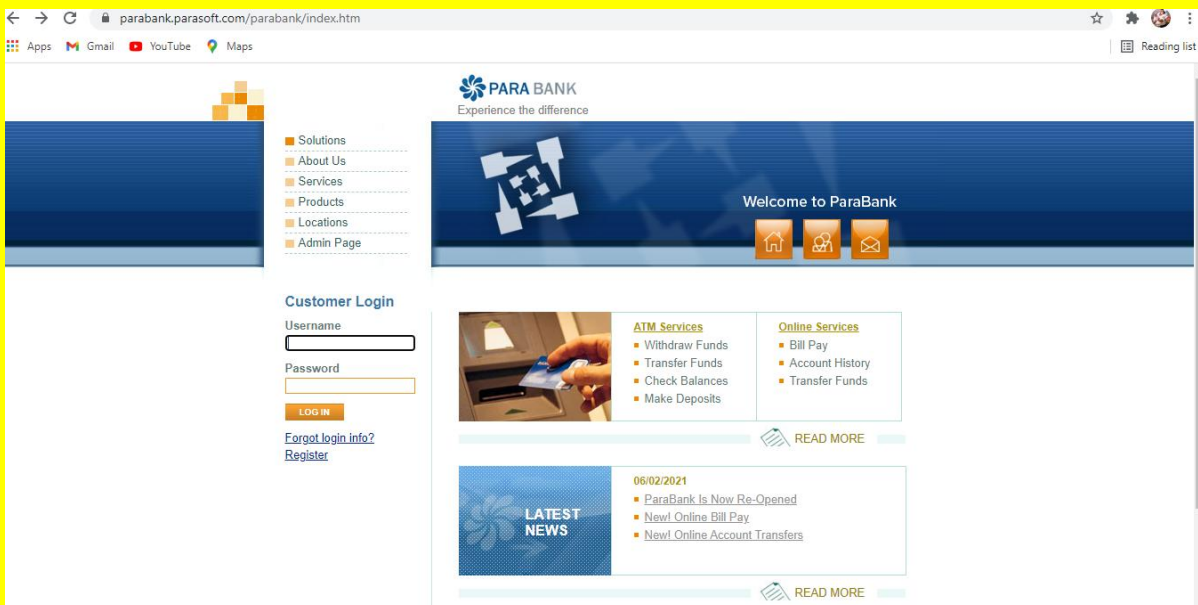 parabank.parasoft.com/parabank/index.htm
Apps Gmail YouTube Maps Reading list
PARA BANK
Experience the difference
Solutions
About Us
Services
Products
Locations
Admin Page
Welcome to ParaBank
Customer Login
Username
Password
LOG IN
Forgot login info?
Register
ATM Services
Withdraw Funds
Transfer Funds
Check Balances
Make Deposits
Online Services
Bill Pay
Account History
Transfer Funds
READ MORE
LATEST
NEWS
06/02/2021
ParaBank Is Now Re-Opened
New! Online Bill Pay
New! Online Account Transfers
READ MORE